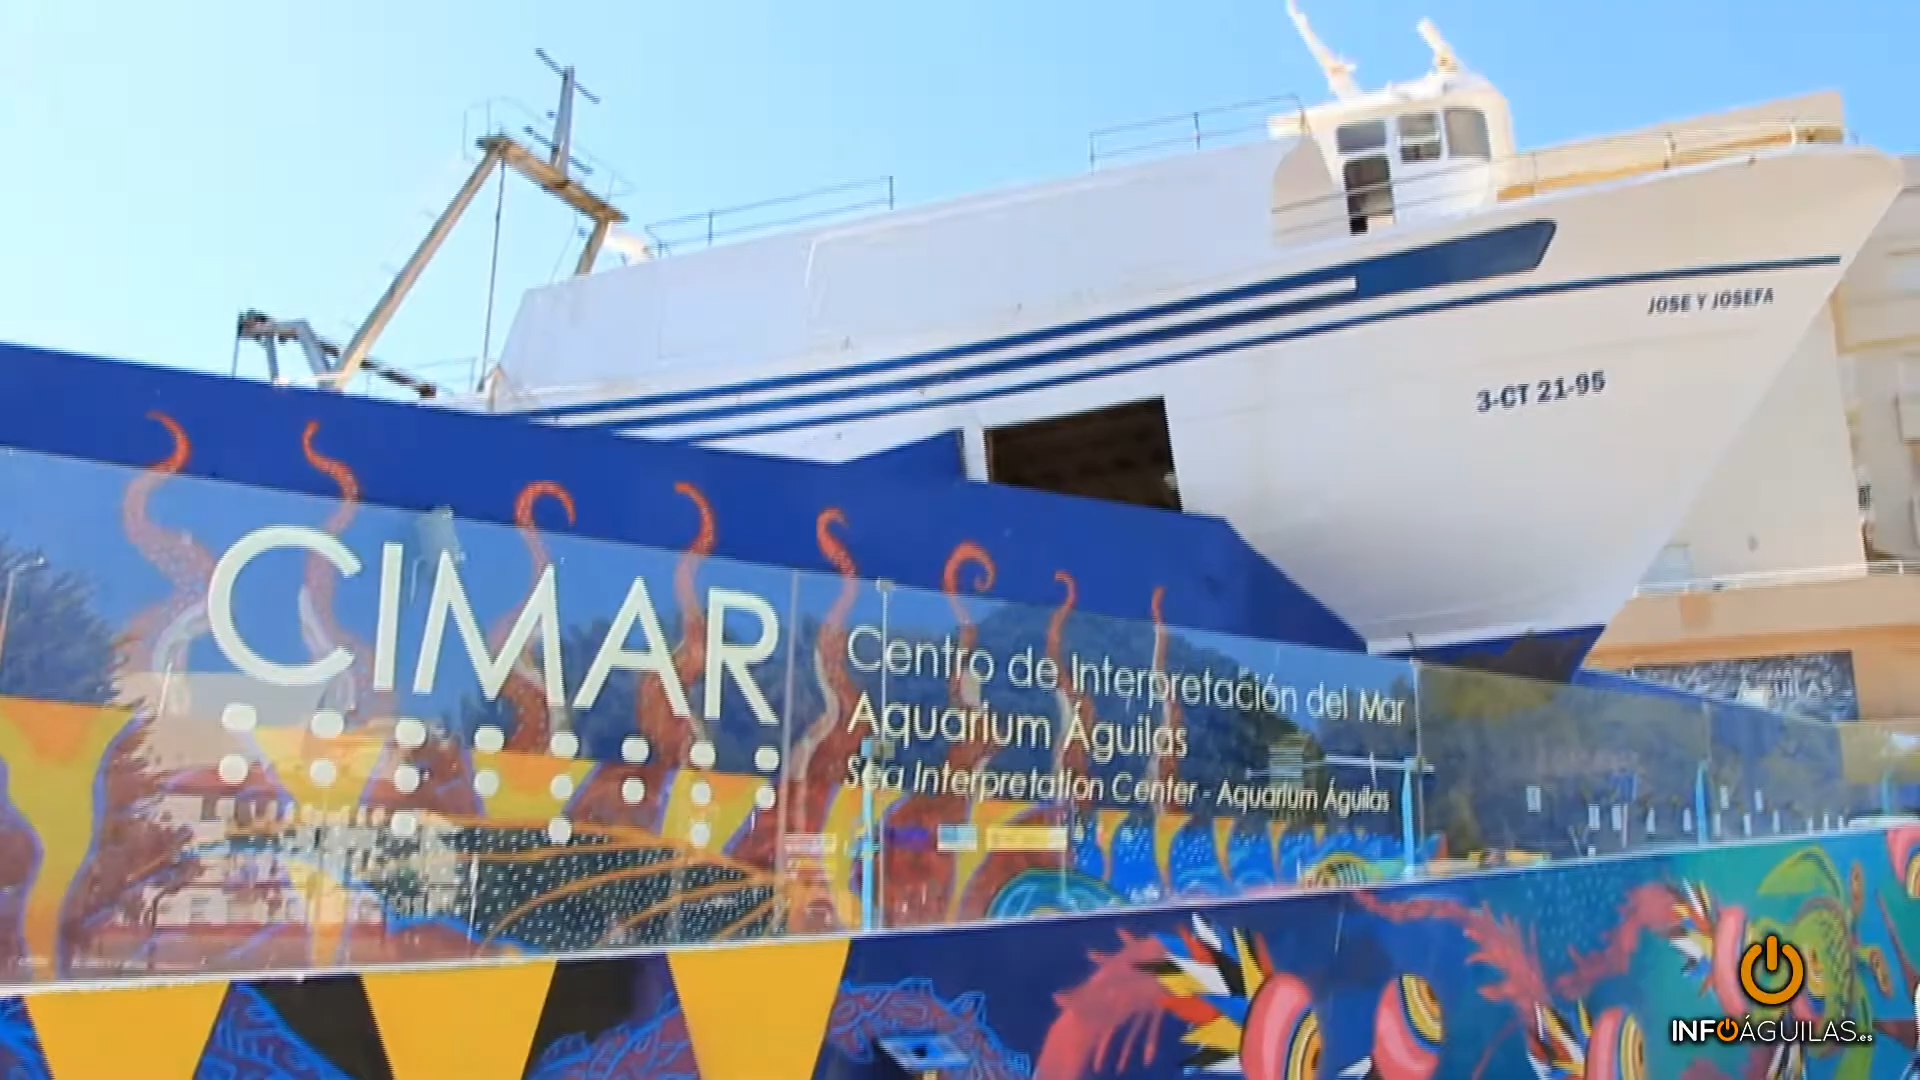 JOSE Y JOSEFA
3-CT 21-95
CIMAR
Centro de Interpretación del Mar
Aquarium Águilas
Sea Interpretation Center - Aquarium Águilas
ÁGUILAS
INFOÁGUILAS.es